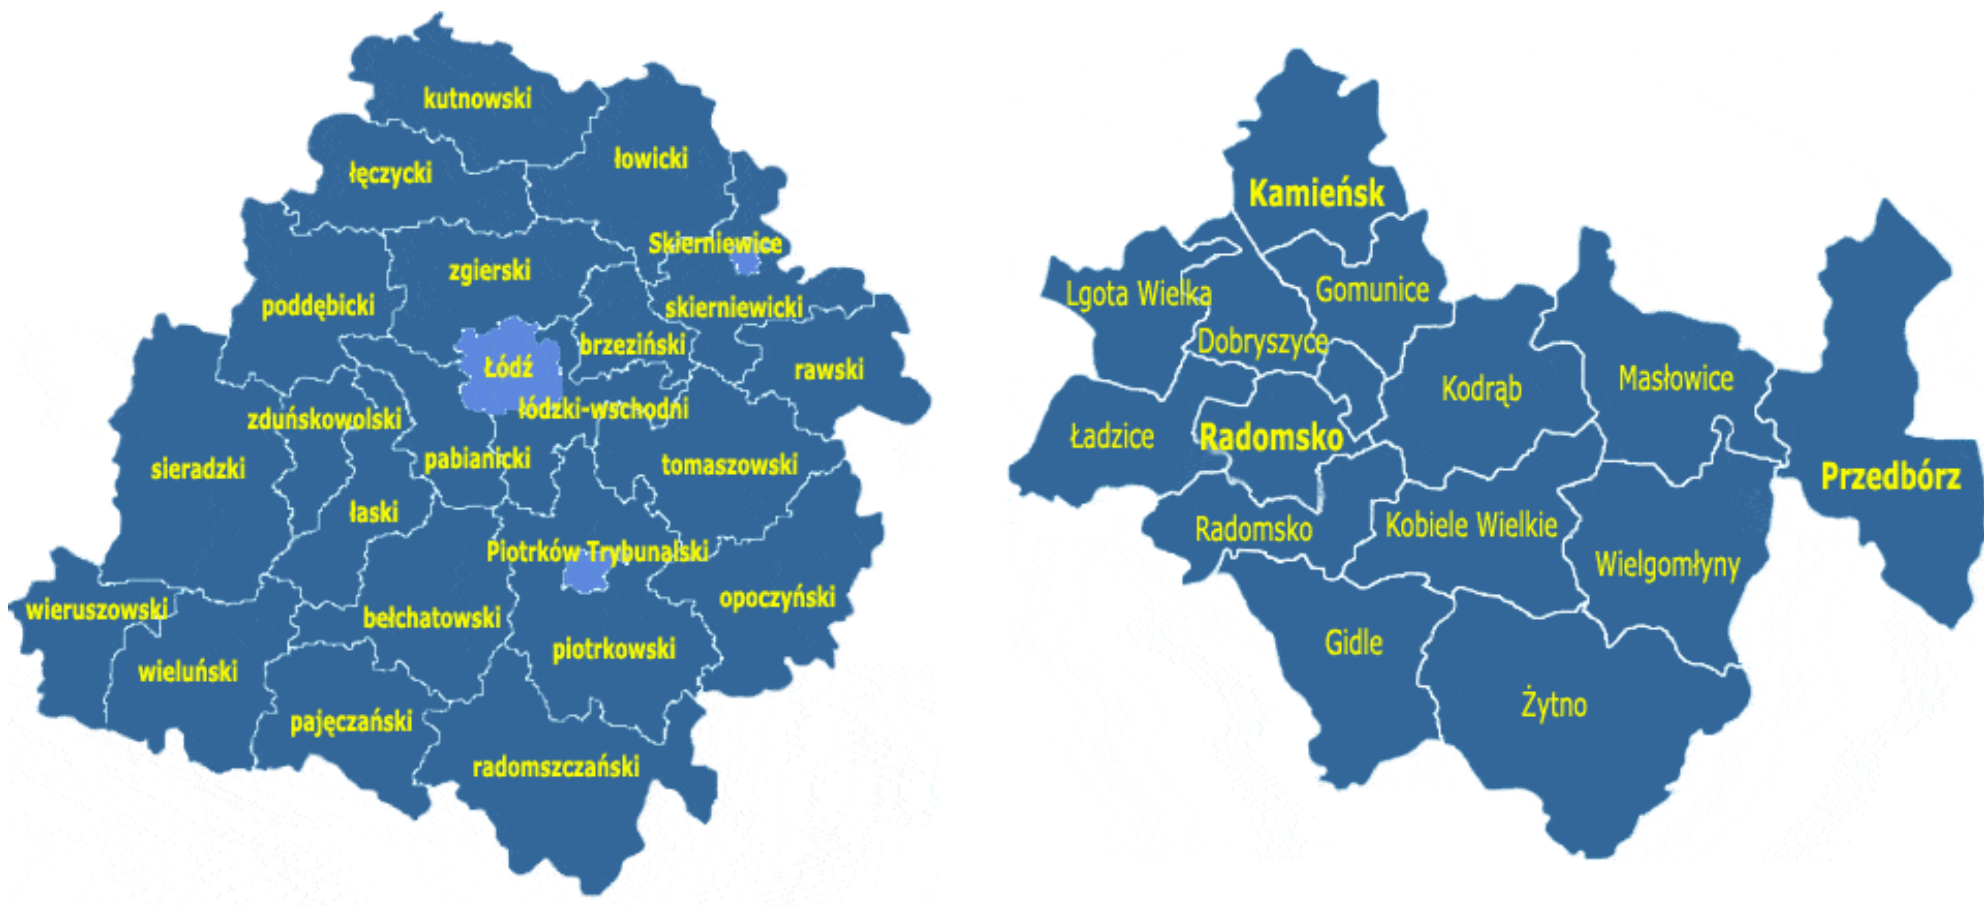 kutnowski
łowicki
łęczycki
Skierniewice
zgierski
poddębicki
skierniewicki
brzeziński
Łódź
rawski
łódzki-wschodni
zduńskowolski
pabianicki
tomaszowski
sieradzki
łaski
Piotrków Trybunalski
opoczyński
wieruszowski
bełchatowski
piotrkowski
wieluński
pajęczański
radomszczański
Kamieńsk
Lgota Wielka
Gomunice
Dobryszyce
Masłowice
Kodrąb
Ładzice
Radomsko
Przedbórz
Radomsko
Kobiele Wielkie
Wielgomłyny
Gidle
Żytno